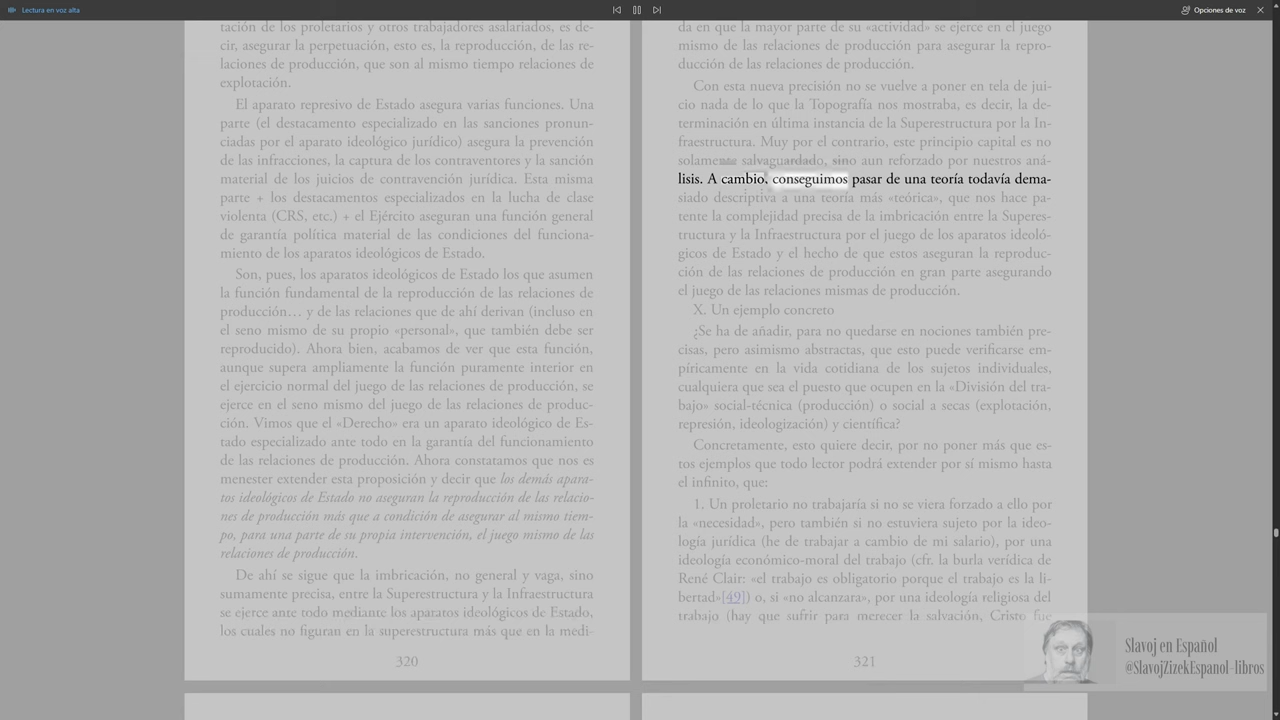 Lectura en voz alta
Opciones de voz
tación de los proletarios y otros trabajadores asalariados, es de-
cir, asegurar la perpetuación, esto es, la reproducción, de las re-
laciones de producción, que son al mismo tiempo relaciones de
explotación.
El aparato represivo de Estado asegura varias funciones. Una
parte (el destacamento especializado en las sanciones pronun-
ciadas por el aparato ideológico jurídico) asegura la prevención
de las infracciones, la captura de los contraventores y la sanción
material de los juicios de contravención jurídica. Esta misma
parte + los destacamentos especializados en la lucha de clase
violenta (CRS, etc.) + el Ejército aseguran una función general
de garantía política material de las condiciones del funciona-
miento de los aparatos ideológicos de Estado.
Son, pues, los aparatos ideológicos de Estado los que asumen
la función fundamental de la reproducción de las relaciones de
producción… y de las relaciones que de ahí derivan (incluso en
el seno mismo de su propio «personal», que también debe ser
reproducido). Ahora bien, acabamos de ver que esta función,
aunque supera ampliamente la función puramente interior en
el ejercicio normal del juego de las relaciones de producción, se
ejerce en el seno mismo del juego de las relaciones de produc-
ción. Vimos que el «Derecho» era un aparato ideológico de Es-
tado especializado ante todo en la garantía del funcionamiento
de las relaciones de producción. Ahora constatamos que nos es
menester extender esta proposición y decir que los demás apara-
tos ideológicos de Estado no aseguran la reproducción de las relacio-
nes de producción más que a condición de asegurar al mismo tiem-
po, para una parte de su propia intervención, el juego mismo de las
relaciones de producción.
De ahí se sigue que la imbricación, no general y vaga, sino
sumamente precisa, entre la Superestructura y la Infraestructura
se ejerce ante todo mediante los aparatos ideológicos de Estado,
los cuales no figuran en la superestructura más que en la medi-
320
da en que la mayor parte de su «actividad» se ejerce en el juego
mismo de las relaciones de producción para asegurar la repro-
ducción de las relaciones de producción.
Con esta nueva precisión no se vuelve a poner en tela de jui-
cio nada de lo que la Topografía nos mostraba, es decir, la de-
terminación en última instancia de la Superestructura por la In-
fraestructura. Muy por el contrario, este principio capital es no
solamente salvaguardado, sino aun reforzado por nuestros aná-
lisis. A cambio, conseguimos pasar de una teoría todavía dema-
siado descriptiva a una teoría más «teórica», que nos hace pa-
tente la complejidad precisa de la imbricación entre la Superes-
tructura y la Infraestructura por el juego de los aparatos ideoló-
gicos de Estado y el hecho de que estos aseguran la reproduc-
ción de las relaciones de producción en gran parte asegurando
el juego de las relaciones mismas de producción.
X. Un ejemplo concreto
¿Se ha de añadir, para no quedarse en nociones también pre-
cisas, pero asimismo abstractas, que esto puede verificarse em-
píricamente en la vida cotidiana de los sujetos individuales,
cualquiera que sea el puesto que ocupen en la «División del tra-
bajo» social-técnica (producción) o social a secas (explotación,
represión, ideologización) y científica?
Concretamente, esto quiere decir, por no poner más que es-
tos ejemplos que todo lector podrá extender por sí mismo hasta
el infinito, que:
1. Un proletario no trabajaría si no se viera forzado a ello por
la «necesidad», pero también si no estuviera sujeto por la ideo-
logía jurídica (he de trabajar a cambio de mi salario), por una
ideología económico-moral del trabajo (cfr. la burla verídica de
René Clair: «el trabajo es obligatorio porque el trabajo es la li-
bertad»[49]) o, si «no alcanzara», por una ideología religiosa del
trabajo (hay que sufrir para merecer la salvación, Cristo fue
321
Slavoj en Español
@SlavojZizekEspanol-libros